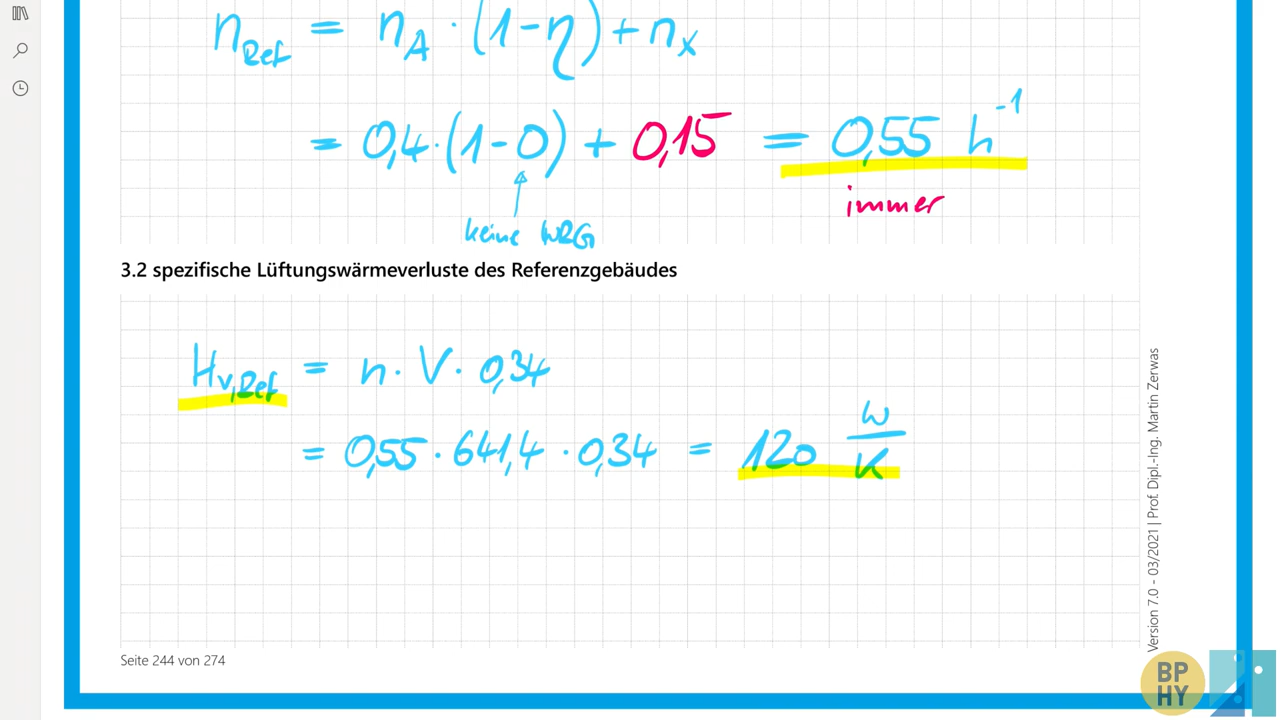 n_Ref = n_A · (1-η) + n_x
= 0,4 · (1-0) + 0,15 = 0,55 h⁻¹
immer
keine WRG
3.2 spezifische Lüftungswärmeverluste des Referenzgebäudes
H_V,Ref = n · V · 0,34
= 0,55 · 641,4 · 0,34 = 120 W/K
Seite 244 von 274
Version 7.0 - 03/2021 | Prof. Dipl.-Ing. Martin Zerwas
BP
HY